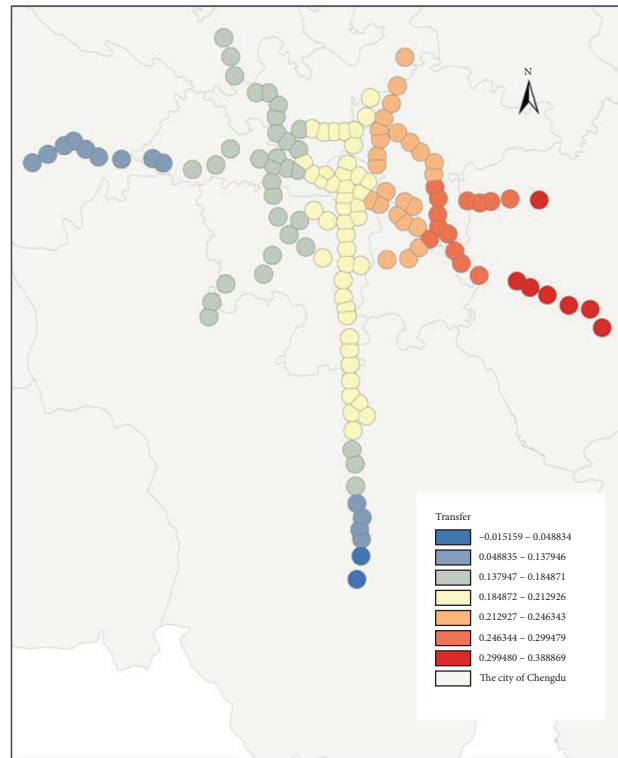 N
Transfer
–0.015159 – 0.048834
0.048835 – 0.137946
0.137947 – 0.184871
0.184872 – 0.212926
0.212927 – 0.246343
0.246344 – 0.299479
0.299480 – 0.388869
The city of Chengdu